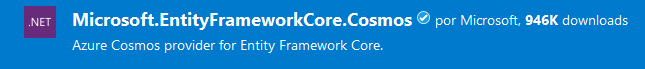 .NET
Microsoft.EntityFrameworkCore.Cosmos por Microsoft, 946K downloads
Azure Cosmos provider for Entity Framework Core.